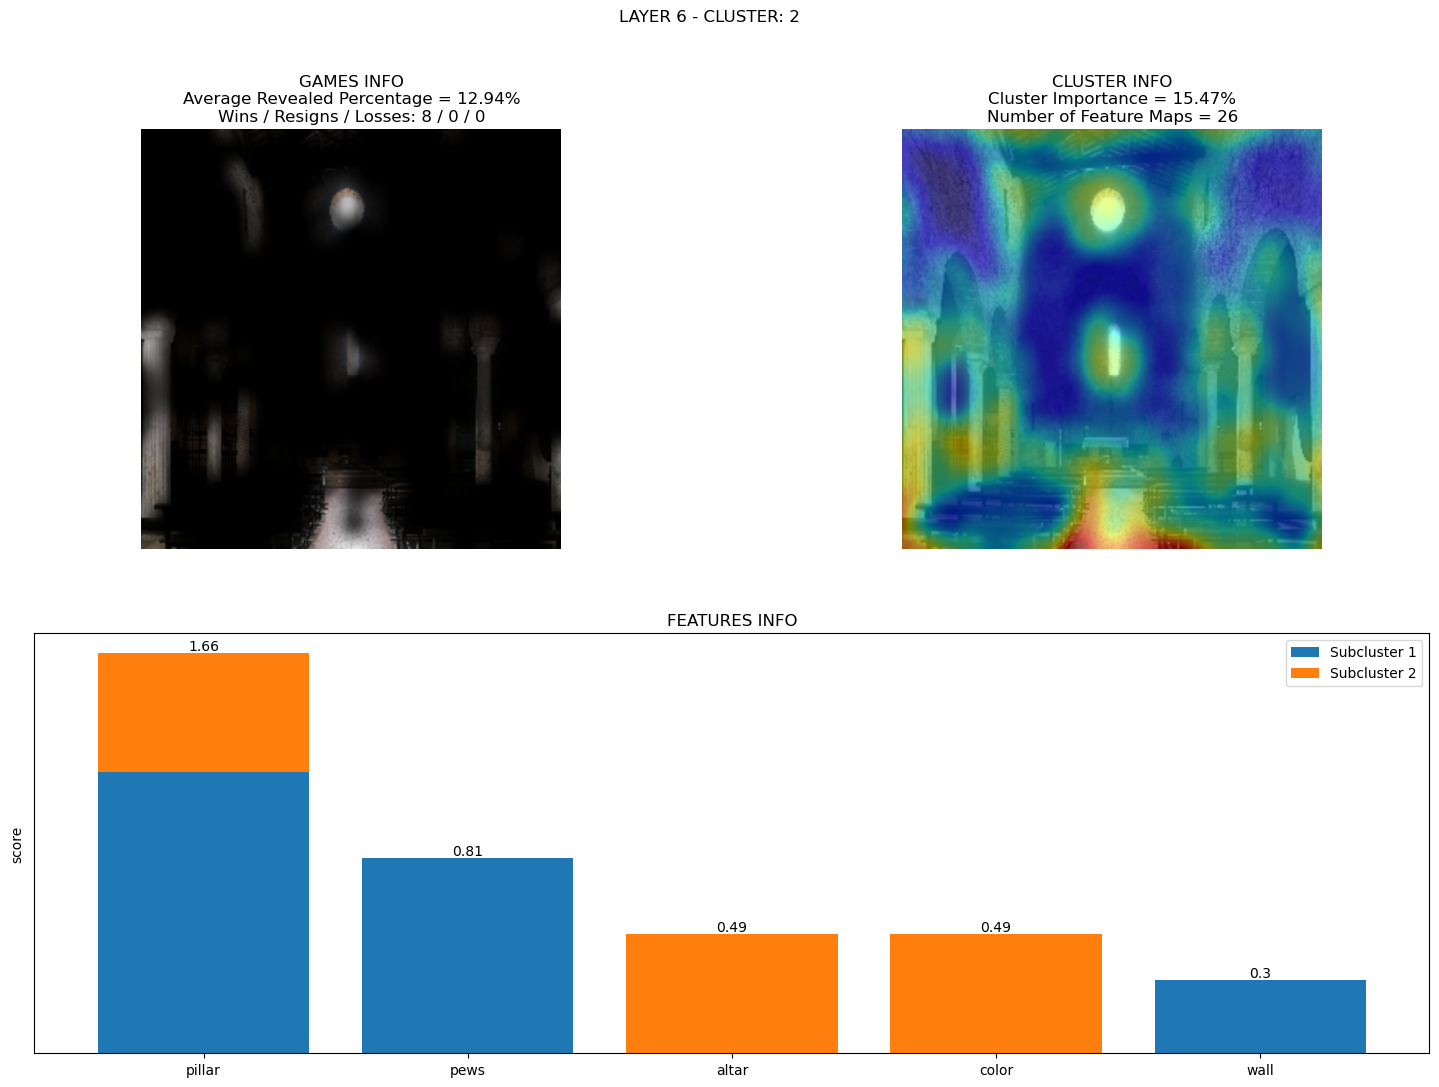 LAYER 6 - CLUSTER: 2
GAMES INFO
Average Revealed Percentage = 12.94%
Wins / Resigns / Losses: 8 / 0 / 0
CLUSTER INFO
Cluster Importance = 15.47%
Number of Feature Maps = 26
FEATURES INFO
Subcluster 1
Subcluster 2
score
1.66
0.81
0.49
0.49
0.3
pillar
pews
altar
color
wall